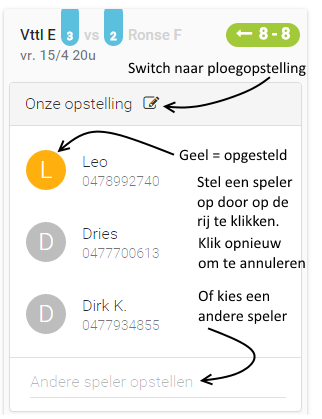 Vttl E 3 vs 2 Ronse F ← 8 - 8
vr. 15/4 20u
Switch naar ploegopstelling
Onze opstelling
Geel = opgesteld
L Leo
0478992740
Stel een speler
op door op de
rij te klikken.
Klik opnieuw
om te annuleren
D Dries
0477700613
Of kies een
andere speler
D Dirk K.
0477934855
Andere speler opstellen